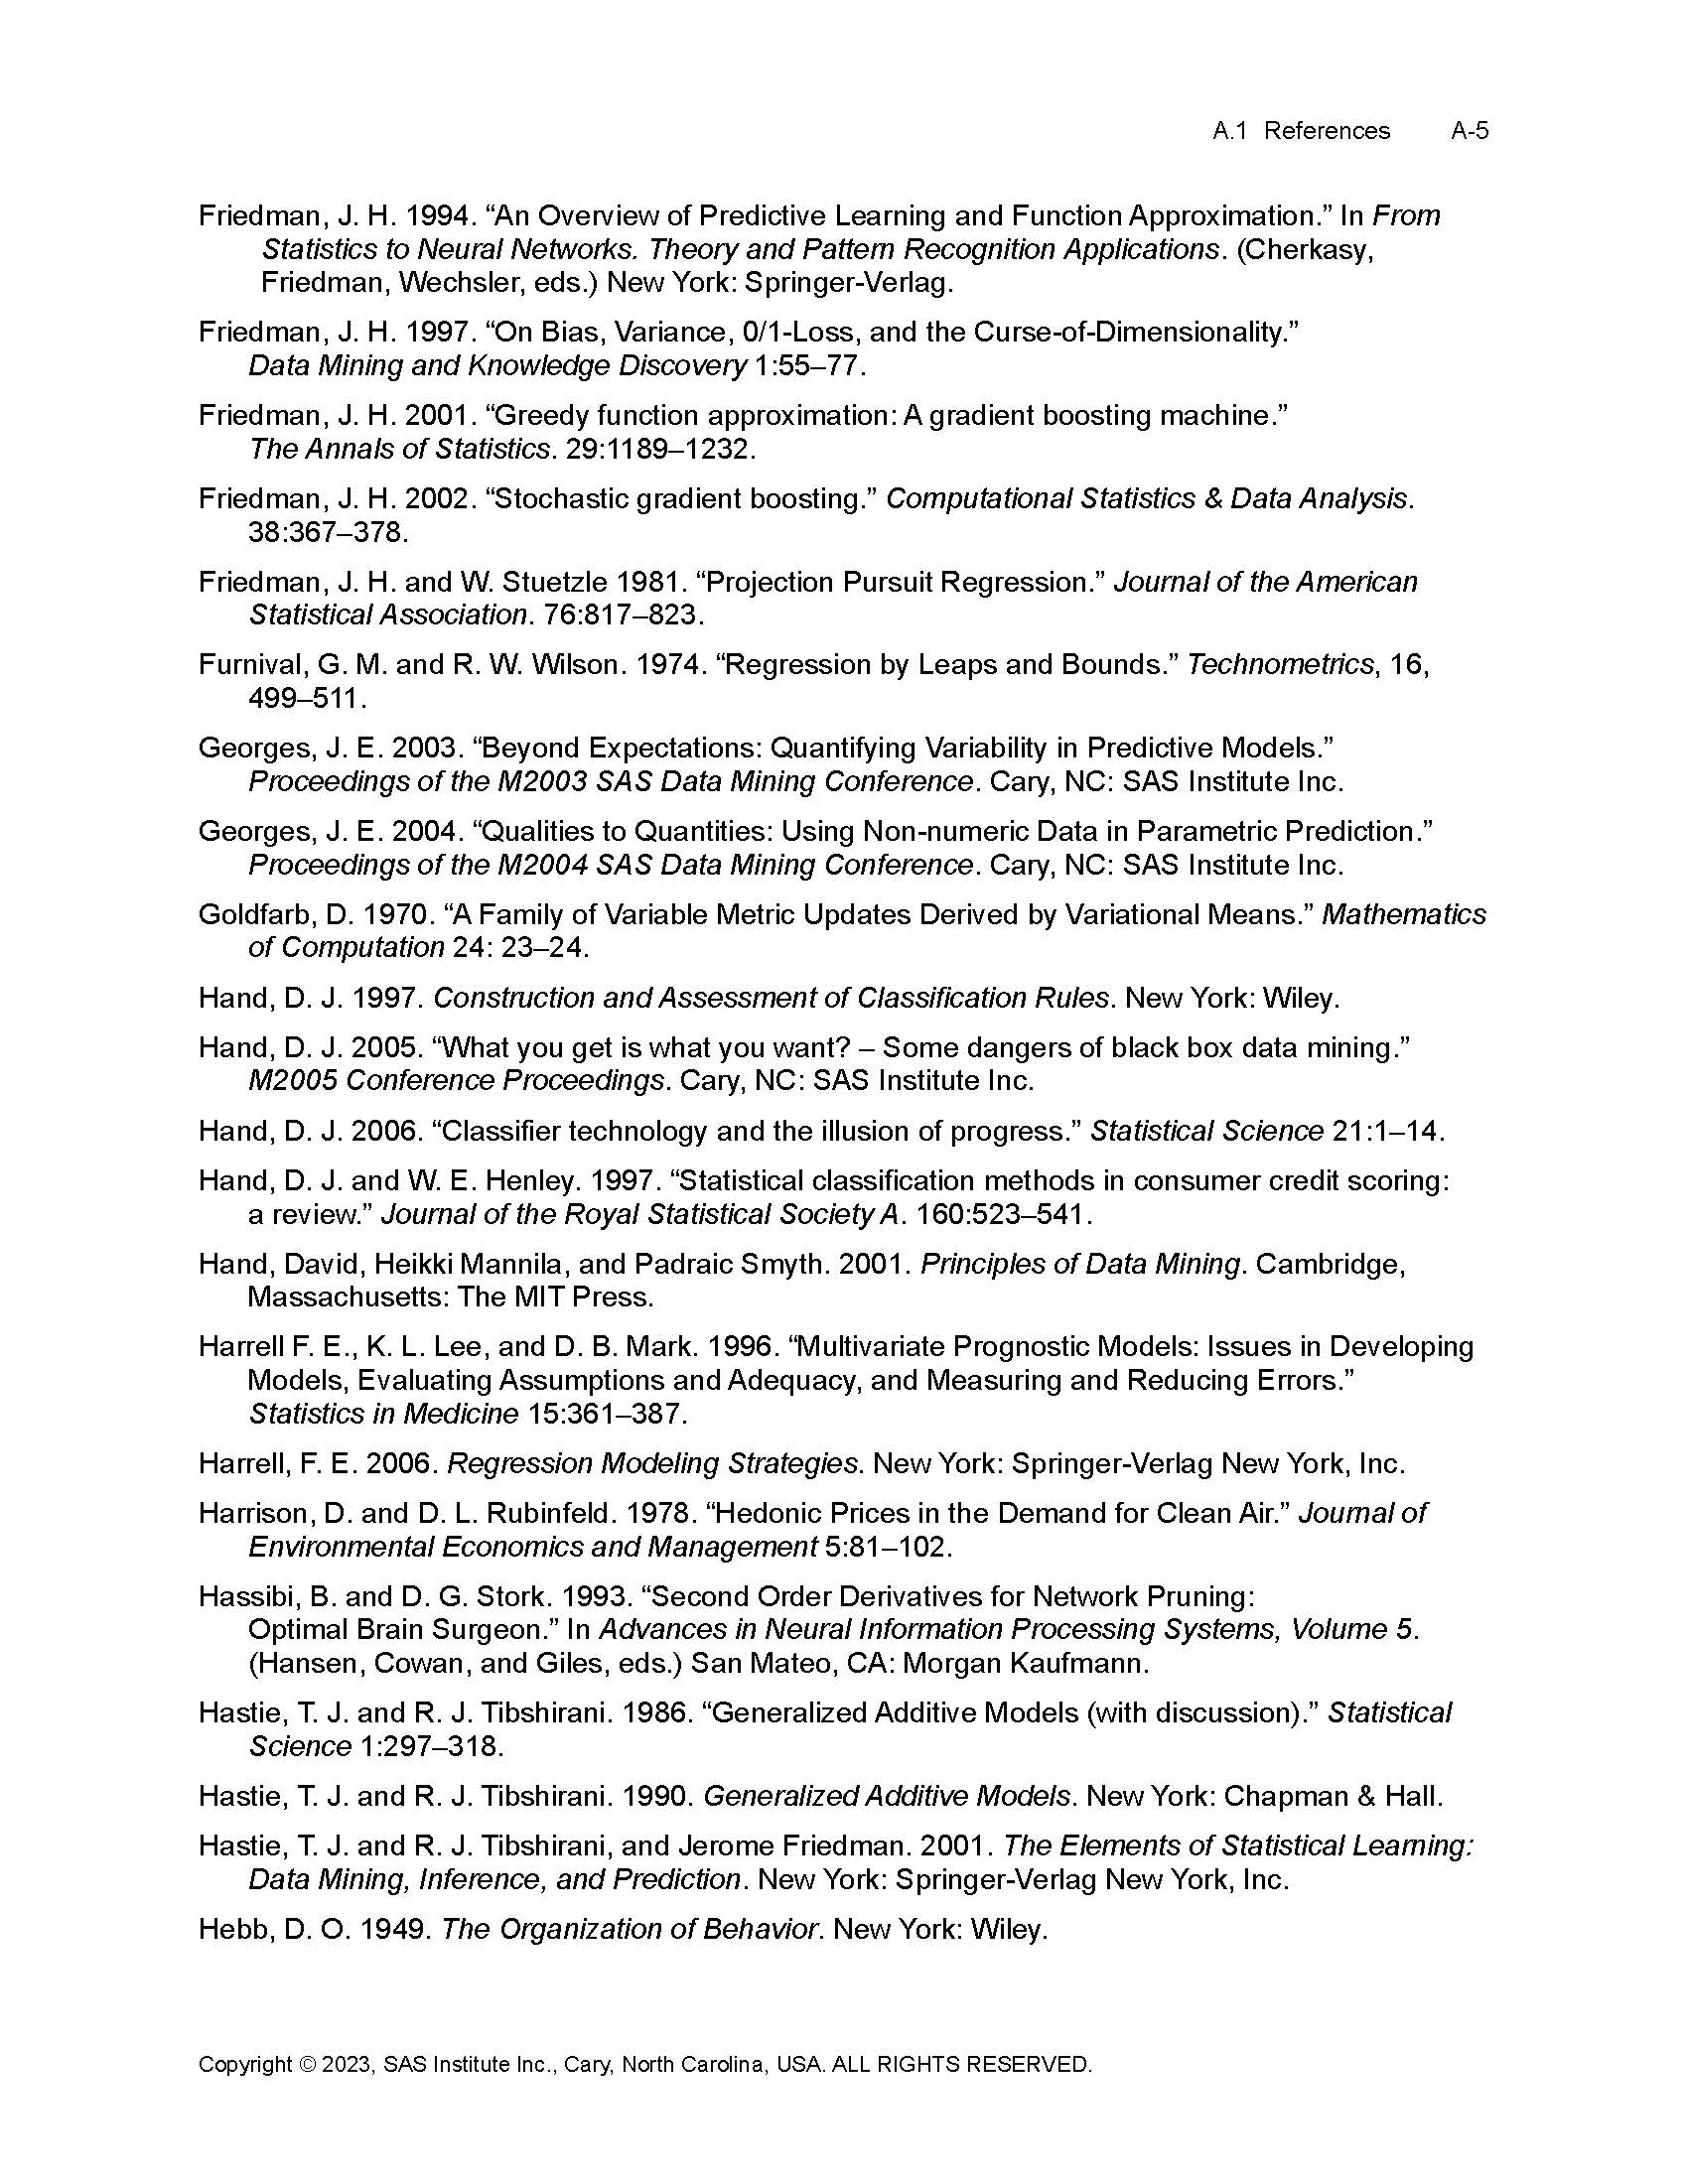 A.1 References A-5
Friedman, J. H. 1994. “An Overview of Predictive Learning and Function Approximation.” In From
Statistics to Neural Networks. Theory and Pattern Recognition Applications. (Cherkasy,
Friedman, Wechsler, eds.) New York: Springer-Verlag.
Friedman, J. H. 1997. “On Bias, Variance, 0/1-Loss, and the Curse-of-Dimensionality.”
Data Mining and Knowledge Discovery 1:55–77.
Friedman, J. H. 2001. “Greedy function approximation: A gradient boosting machine.”
The Annals of Statistics. 29:1189–1232.
Friedman, J. H. 2002. “Stochastic gradient boosting.” Computational Statistics & Data Analysis.
38:367–378.
Friedman, J. H. and W. Stuetzle 1981. “Projection Pursuit Regression.” Journal of the American
Statistical Association. 76:817–823.
Furnival, G. M. and R. W. Wilson. 1974. “Regression by Leaps and Bounds.” Technometrics, 16,
499–511.
Georges, J. E. 2003. “Beyond Expectations: Quantifying Variability in Predictive Models.”
Proceedings of the M2003 SAS Data Mining Conference. Cary, NC: SAS Institute Inc.
Georges, J. E. 2004. “Qualities to Quantities: Using Non-numeric Data in Parametric Prediction.”
Proceedings of the M2004 SAS Data Mining Conference. Cary, NC: SAS Institute Inc.
Goldfarb, D. 1970. “A Family of Variable Metric Updates Derived by Variational Means.” Mathematics
of Computation 24: 23–24.
Hand, D. J. 1997. Construction and Assessment of Classification Rules. New York: Wiley.
Hand, D. J. 2005. “What you get is what you want? – Some dangers of black box data mining.”
M2005 Conference Proceedings. Cary, NC: SAS Institute Inc.
Hand, D. J. 2006. “Classifier technology and the illusion of progress.” Statistical Science 21:1–14.
Hand, D. J. and W. E. Henley. 1997. “Statistical classification methods in consumer credit scoring:
a review.” Journal of the Royal Statistical Society A. 160:523–541.
Hand, David, Heikki Mannila, and Padraic Smyth. 2001. Principles of Data Mining. Cambridge,
Massachusetts: The MIT Press.
Harrell F. E., K. L. Lee, and D. B. Mark. 1996. “Multivariate Prognostic Models: Issues in Developing
Models, Evaluating Assumptions and Adequacy, and Measuring and Reducing Errors.”
Statistics in Medicine 15:361–387.
Harrell, F. E. 2006. Regression Modeling Strategies. New York: Springer-Verlag New York, Inc.
Harrison, D. and D. L. Rubinfeld. 1978. “Hedonic Prices in the Demand for Clean Air.” Journal of
Environmental Economics and Management 5:81–102.
Hassibi, B. and D. G. Stork. 1993. “Second Order Derivatives for Network Pruning:
Optimal Brain Surgeon.” In Advances in Neural Information Processing Systems, Volume 5.
(Hansen, Cowan, and Giles, eds.) San Mateo, CA: Morgan Kaufmann.
Hastie, T. J. and R. J. Tibshirani. 1986. “Generalized Additive Models (with discussion).” Statistical
Science 1:297–318.
Hastie, T. J. and R. J. Tibshirani. 1990. Generalized Additive Models. New York: Chapman & Hall.
Hastie, T. J. and R. J. Tibshirani, and Jerome Friedman. 2001. The Elements of Statistical Learning:
Data Mining, Inference, and Prediction. New York: Springer-Verlag New York, Inc.
Hebb, D. O. 1949. The Organization of Behavior. New York: Wiley.
Copyright © 2023, SAS Institute Inc., Cary, North Carolina, USA. ALL RIGHTS RESERVED.